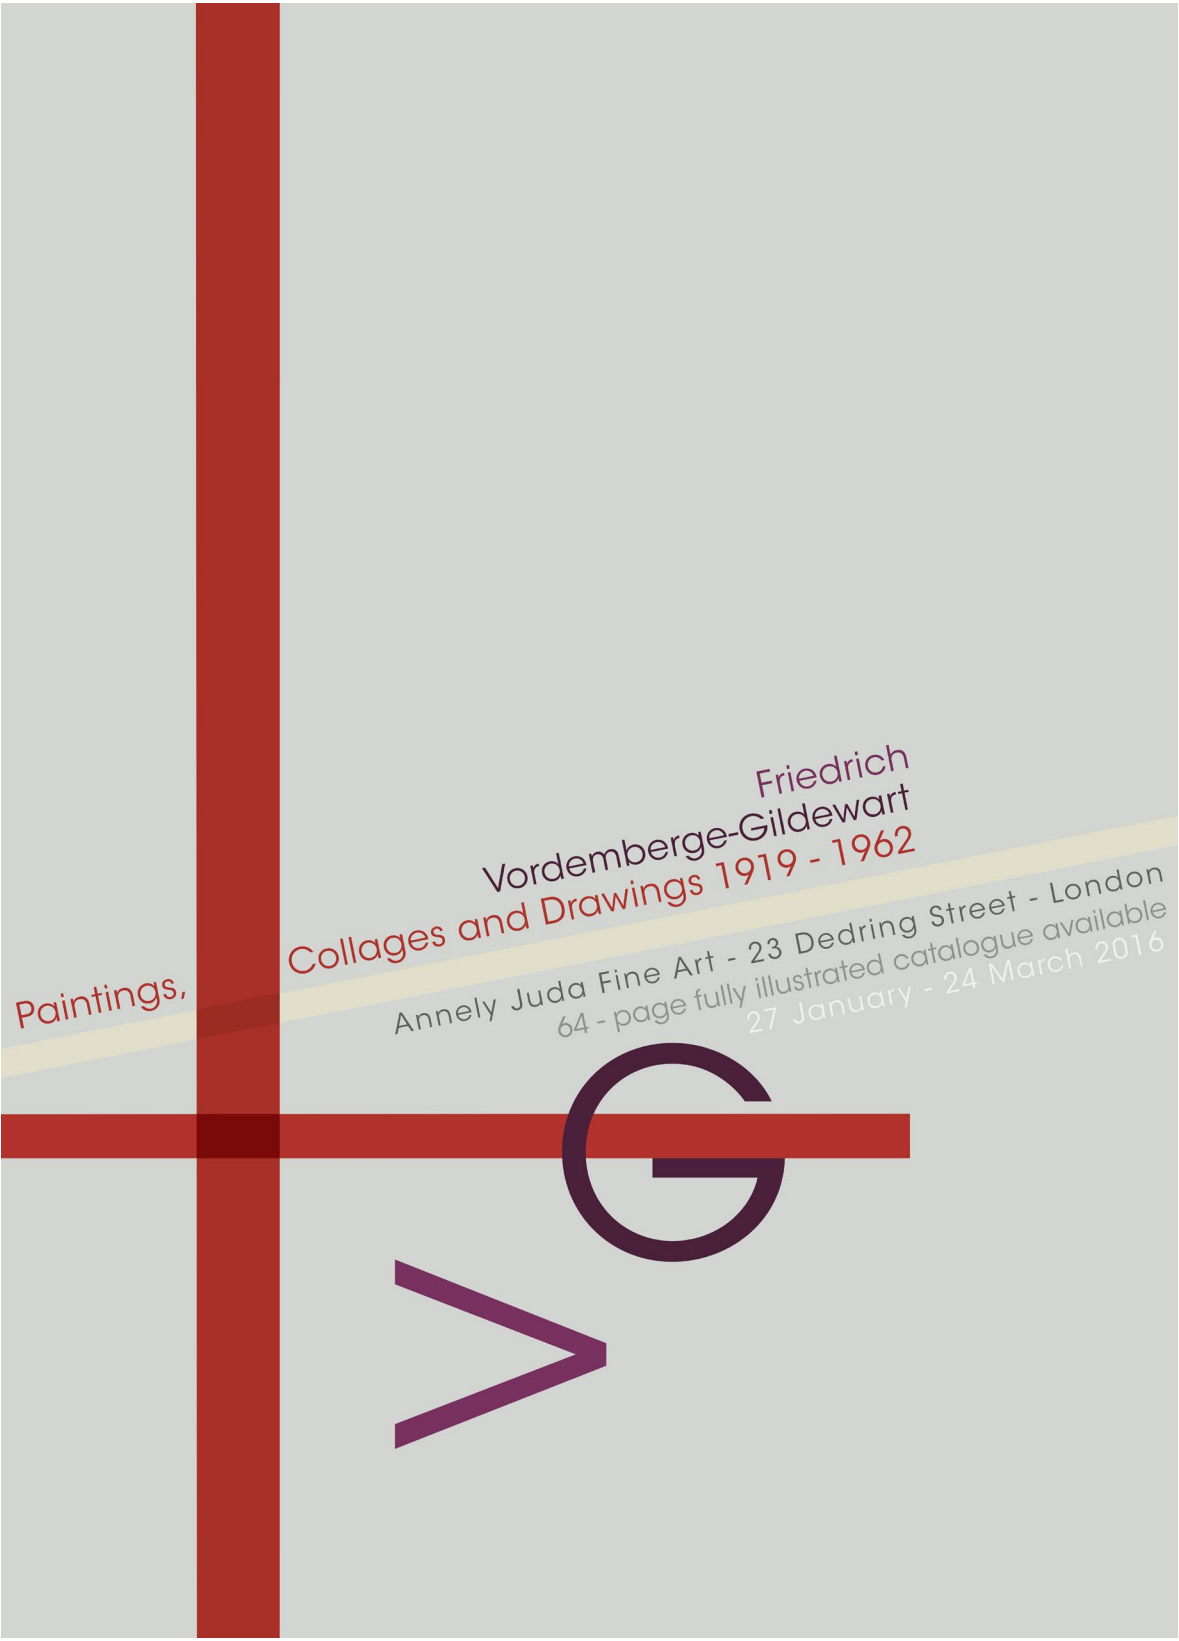 Friedrich
Vordemberge-Gildewart
Paintings, Collages and Drawings 1919 - 1962
Annely Juda Fine Art - 23 Dedring Street - London
64 - page fully illustrated catalogue available
27 January - 24 March 2016
G
V